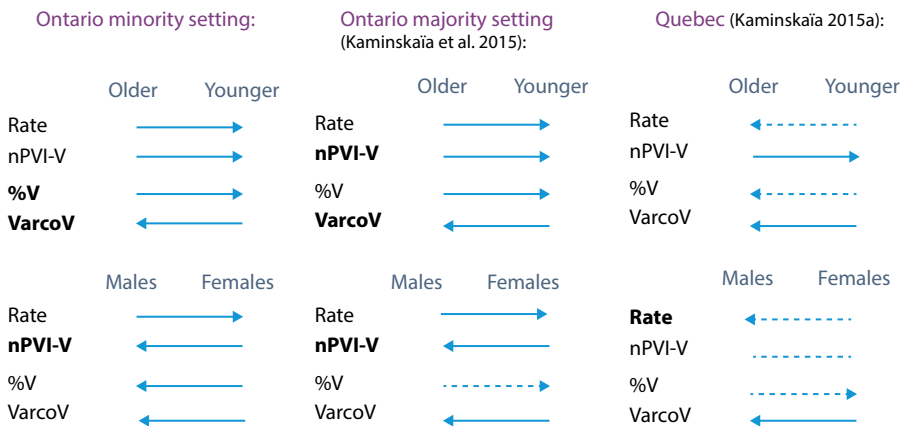 Ontario minority setting:
Ontario majority setting
(Kaminskaïa et al. 2015):
Quebec (Kaminskaïa 2015a):
Older Younger
Rate
nPVI-V
%V
VarcoV
Older Younger
Rate
nPVI-V
%V
VarcoV
Older Younger
Rate
nPVI-V
%V
VarcoV
Males Females
Rate
nPVI-V
%V
VarcoV
Males Females
Rate
nPVI-V
%V
VarcoV
Males Females
Rate
nPVI-V
%V
VarcoV